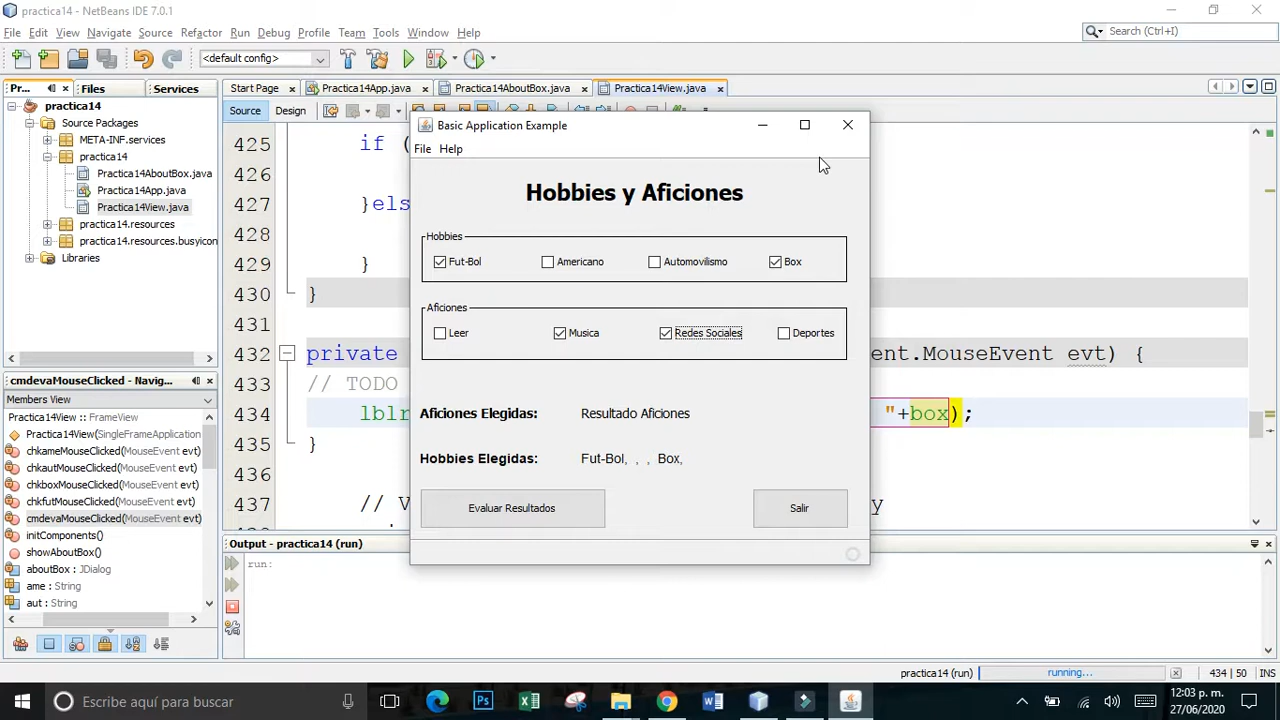 practica14 - NetBeans IDE 7.0.1
File Edit View Navigate Source Refactor Run Debug Profile Team Tools Window Help
Search (Ctrl+I)
<default config>
Pr... Files Services
Start Page Practica14App.java Practica14AboutBox.java Practica14View.java
practica14
Source Packages
META-INF.services
practica14
Practica14AboutBox.java
Practica14App.java
Practica14View.java
practica14.resources
practica14.resources.busyicon
Libraries
Source Design
425 if (
426
427 }els
428
429 }
430 }
431
432 private ent.MouseEvent evt) {
433 // TODO
434 lblr "+box);
435 }
436
437 // V y
Basic Application Example
File Help
Hobbies y Aficiones
Hobbies
Fut-Bol Americano Automovilismo Box
Aficiones
Leer Musica Redes Sociales Deportes
Aficiones Elegidas: Resultado Aficiones
Hobbies Elegidas: Fut-Bol, , , Box,
Evaluar Resultados Salir
cmdevaMouseClicked - Navig...
Members View
Practica14View :: FrameView
Practica14View(SingleFrameApplication
chkameMouseClicked(MouseEvent evt)
chkautMouseClicked(MouseEvent evt)
chkboxMouseClicked(MouseEvent evt)
chkfutMouseClicked(MouseEvent evt)
cmdevaMouseClicked(MouseEvent evt)
initComponents()
showAboutBox()
aboutBox : JDialog
ame : String
aut : String
Output - practica14 (run)
run:
practica14 (run) running... 434 | 50 INS
Escribe aquí para buscar
12:03 p. m.
27/06/2020